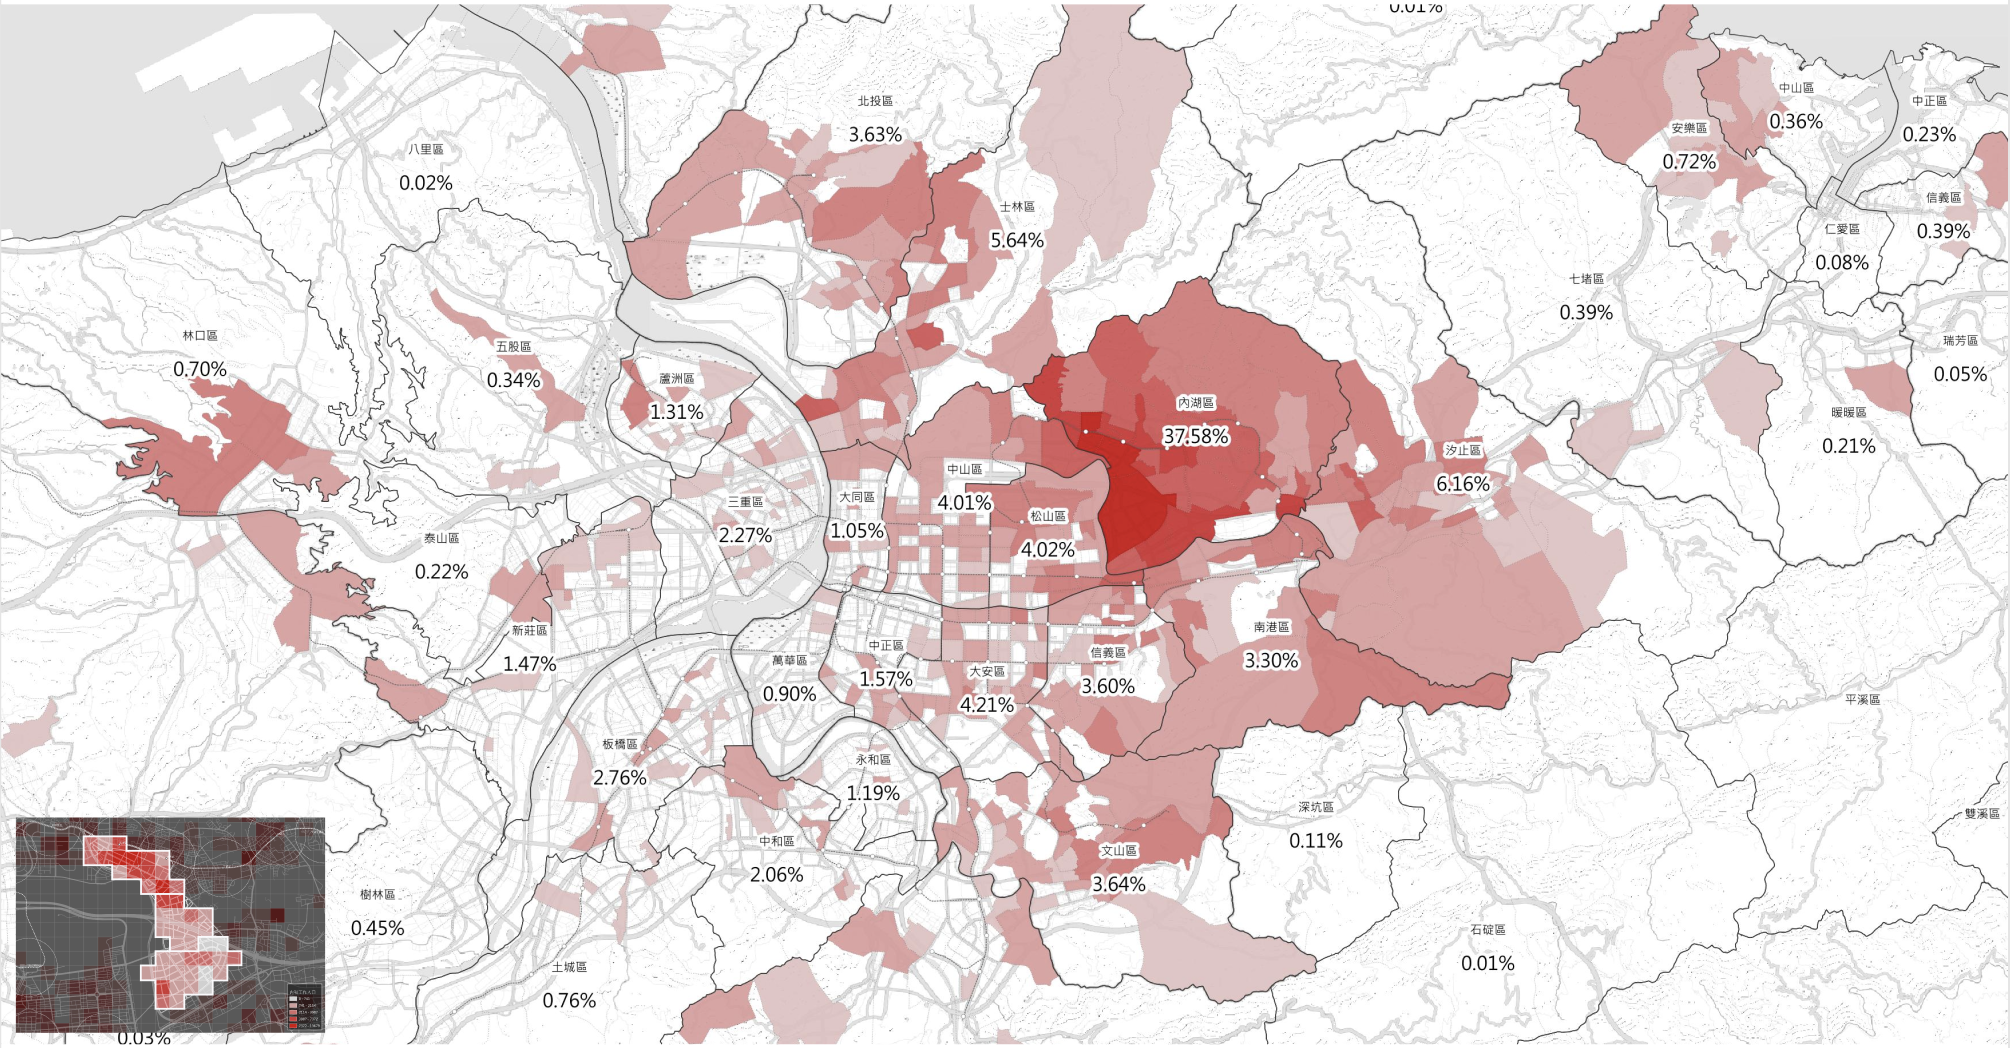 0.01%
北投區
3.63%
中山區
0.36%
中正區
0.23%
安樂區
0.72%
八里區
0.02%
士林區
5.64%
信義區
0.39%
仁愛區
0.08%
七堵區
0.39%
林口區
0.70%
五股區
0.34%
蘆洲區
1.31%
瑞芳區
0.05%
內湖區
37.58%
暖暖區
0.21%
汐止區
6.16%
中山區
4.01%
三重區
2.27%
大同區
1.05%
松山區
4.02%
泰山區
0.22%
新莊區
1.47%
南港區
3.30%
中正區
1.57%
萬華區
0.90%
大安區
4.21%
信義區
3.60%
平溪區
板橋區
2.76%
永和區
1.19%
深坑區
0.11%
雙溪區
中和區
2.06%
文山區
3.64%
樹林區
0.45%
石碇區
0.01%
土城區
0.76%
0.03%